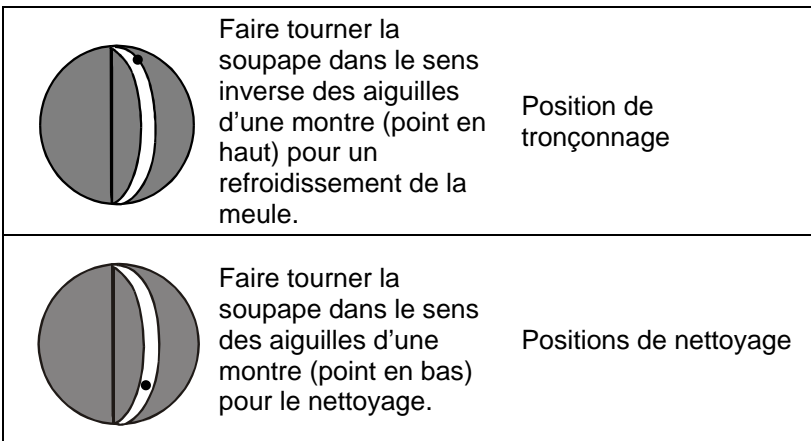 Faire tourner la
soupape dans le sens
inverse des aiguilles
d'une montre (point en
haut) pour un
refroidissement de la
meule.
Position de
tronçonnage
Faire tourner la
soupape dans le sens
des aiguilles d'une
montre (point en bas)
pour le nettoyage.
Positions de nettoyage